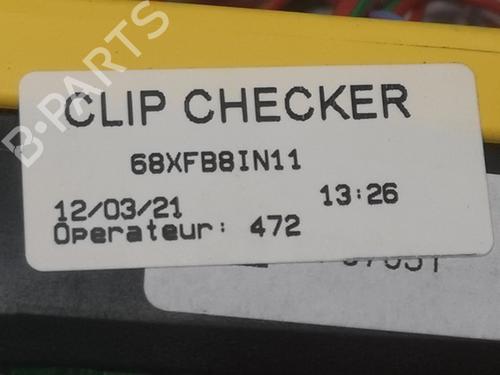 B-PARTS
CLIP CHECKER
68XFB8IN11
12/03/21 13:26
Operateur: 472